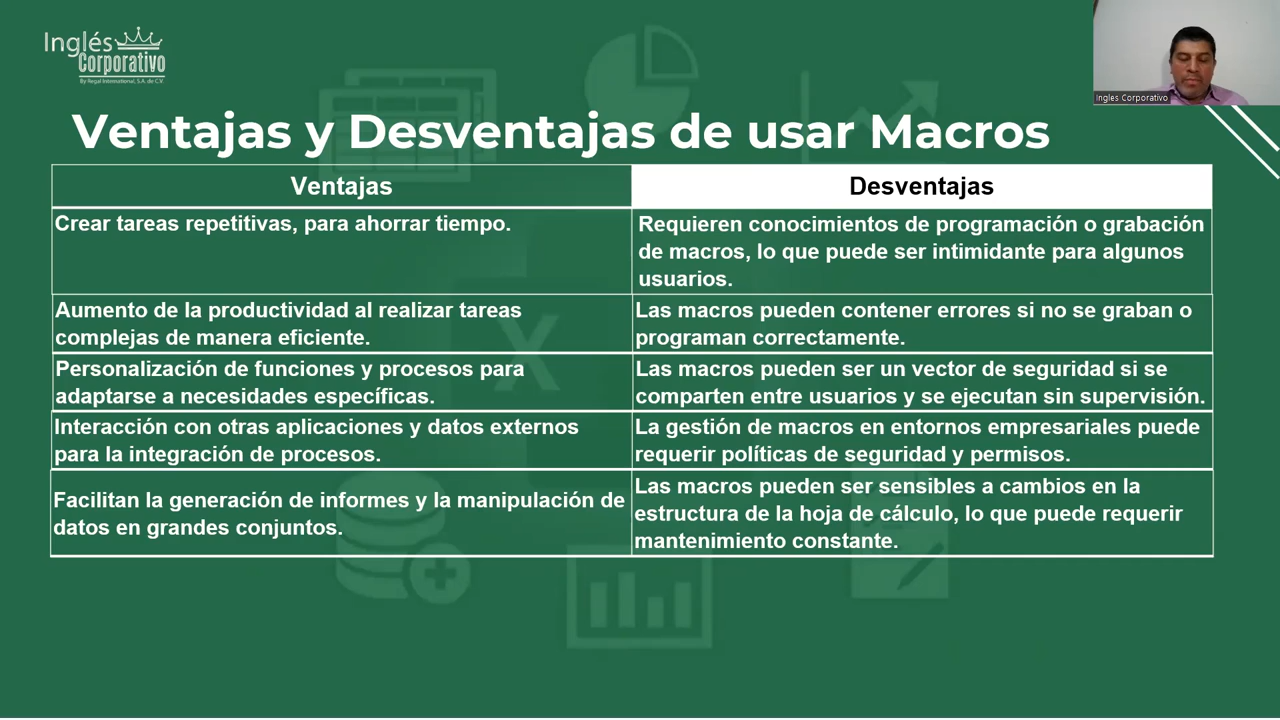 Inglés
Corporativo
By Regal International, S.A. de C.V.
Ingles Corporativo
Ventajas y Desventajas de usar Macros
Ventajas
Desventajas
Crear tareas repetitivas, para ahorrar tiempo.
Requieren conocimientos de programación o grabación
de macros, lo que puede ser intimidante para algunos
usuarios.
Aumento de la productividad al realizar tareas
complejas de manera eficiente.
Las macros pueden contener errores si no se graban o
programan correctamente.
Personalización de funciones y procesos para
adaptarse a necesidades específicas.
Las macros pueden ser un vector de seguridad si se
comparten entre usuarios y se ejecutan sin supervisión.
Interacción con otras aplicaciones y datos externos
para la integración de procesos.
La gestión de macros en entornos empresariales puede
requerir políticas de seguridad y permisos.
Facilitan la generación de informes y la manipulación de
datos en grandes conjuntos.
Las macros pueden ser sensibles a cambios en la
estructura de la hoja de cálculo, lo que puede requerir
mantenimiento constante.
X